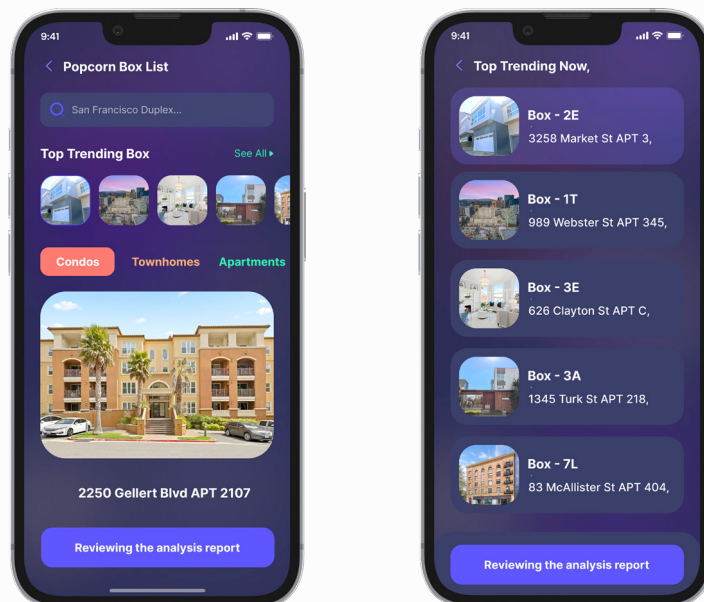 9:41
Popcorn Box List
San Francisco Duplex...
Top Trending Box
See All
Condos
Townhomes
Apartments
2250 Gellert Blvd APT 2107
Reviewing the analysis report
9:41
Top Trending Now,
Box - 2E
3258 Market St APT 3,
Box - 1T
989 Webster St APT 345,
Box - 3E
626 Clayton St APT C,
Box - 3A
1345 Turk St APT 218,
Box - 7L
83 McAllister St APT 404,
Reviewing the analysis report